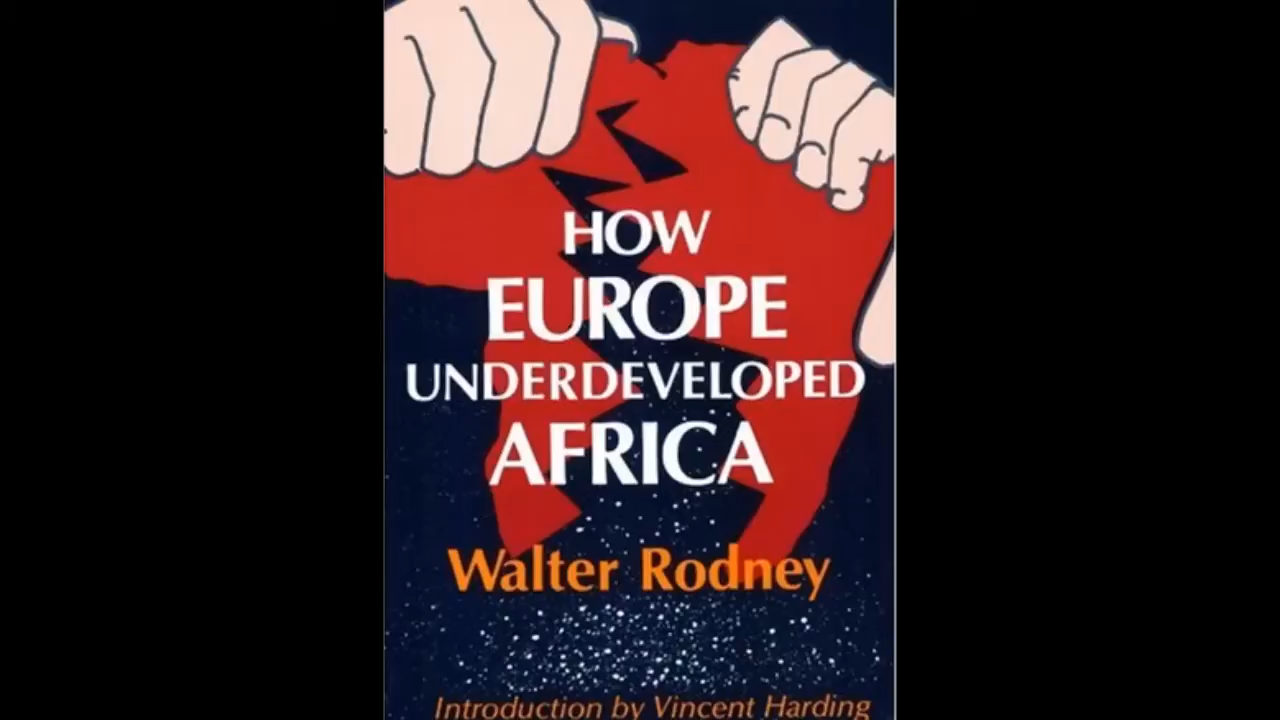 HOW
EUROPE
UNDERDEVELOPED
AFRICA
Walter Rodney
Introduction by Vincent Harding